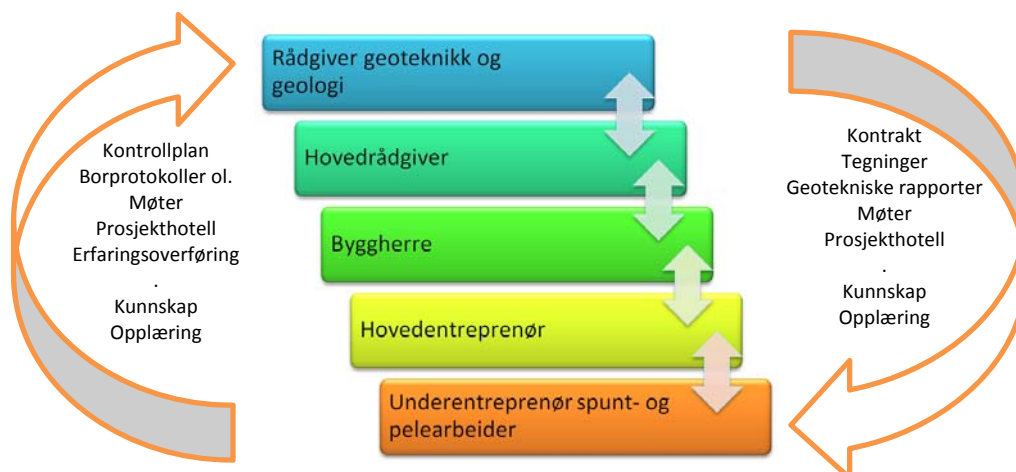 Rådgiver geoteknikk og
geologi
Hovedrådgiver
Byggherre
Hovedentreprenør
Underentreprenør spunt- og
pelearbeider
Kontrollplan
Borprotokoller ol.
Møter
Prosjekthotell
Erfaringsoverføring
.
Kunnskap
Opplæring
Kontrakt
Tegninger
Geotekniske rapporter
Møter
Prosjekthotell
.
Kunnskap
Opplæring